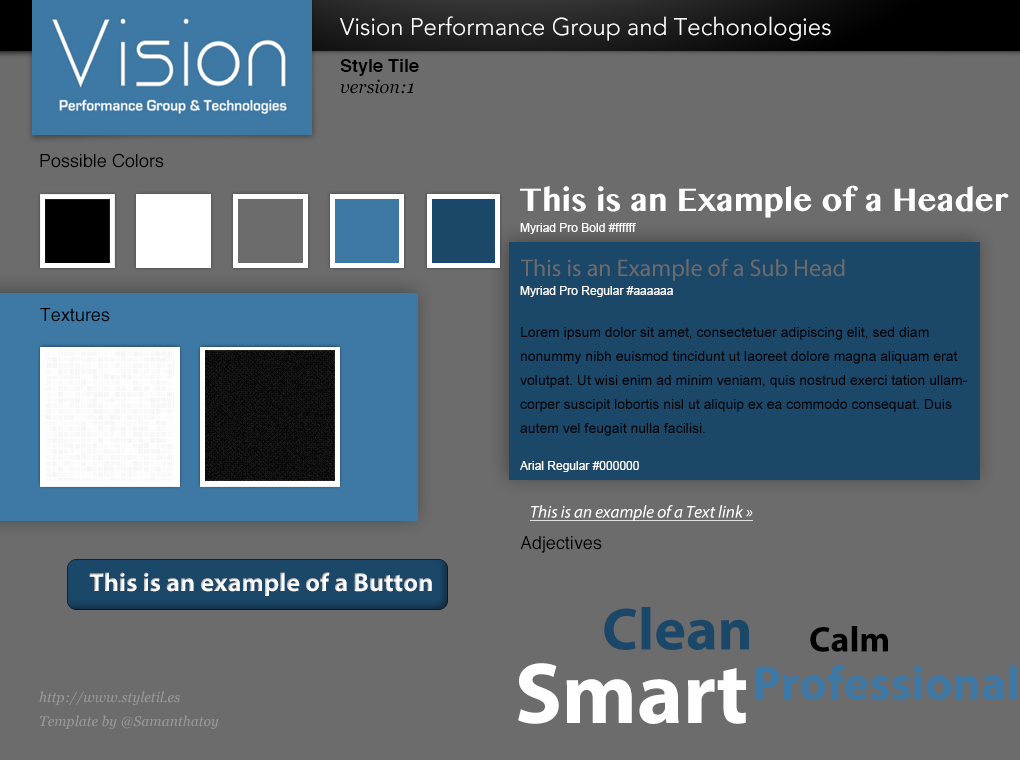 Vision
Performance Group & Technologies
Vision Performance Group and Techonologies
Style Tile
version:1
Possible Colors
This is an Example of a Header
Myriad Pro Bold #ffffff
This is an Example of a Sub Head
Myriad Pro Regular #aaaaaa
Lorem ipsum dolor sit amet, consectetuer adipiscing elit, sed diam
nonummy nibh euismod tincidunt ut laoreet dolore magna aliquam erat
volutpat. Ut wisi enim ad minim veniam, quis nostrud exerci tation ullam-
corper suscipit lobortis nisl ut aliquip ex ea commodo consequat. Duis
autem vel feugait nulla facilisi.
Arial Regular #000000
Textures
This is an example of a Text link »
Adjectives
This is an example of a Button
Clean
Calm
Smart
Professional
http://www.styletil.es
Template by @Samanthatoy